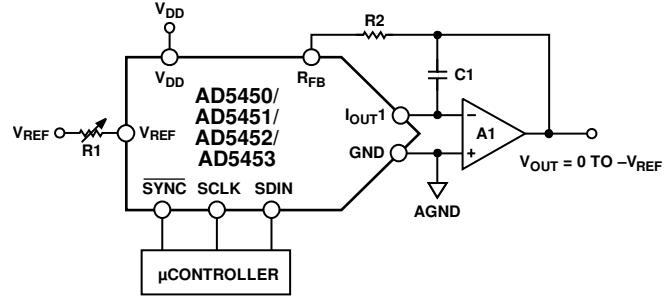 VDD
R2
VDD
RFB
C1
AD5450/
AD5451/
AD5452/
AD5453
IOUT1
A1
VREF
R1
VREF
GND
VOUT = 0 TO –VREF
SYNC SCLK SDIN
AGND
µCONTROLLER